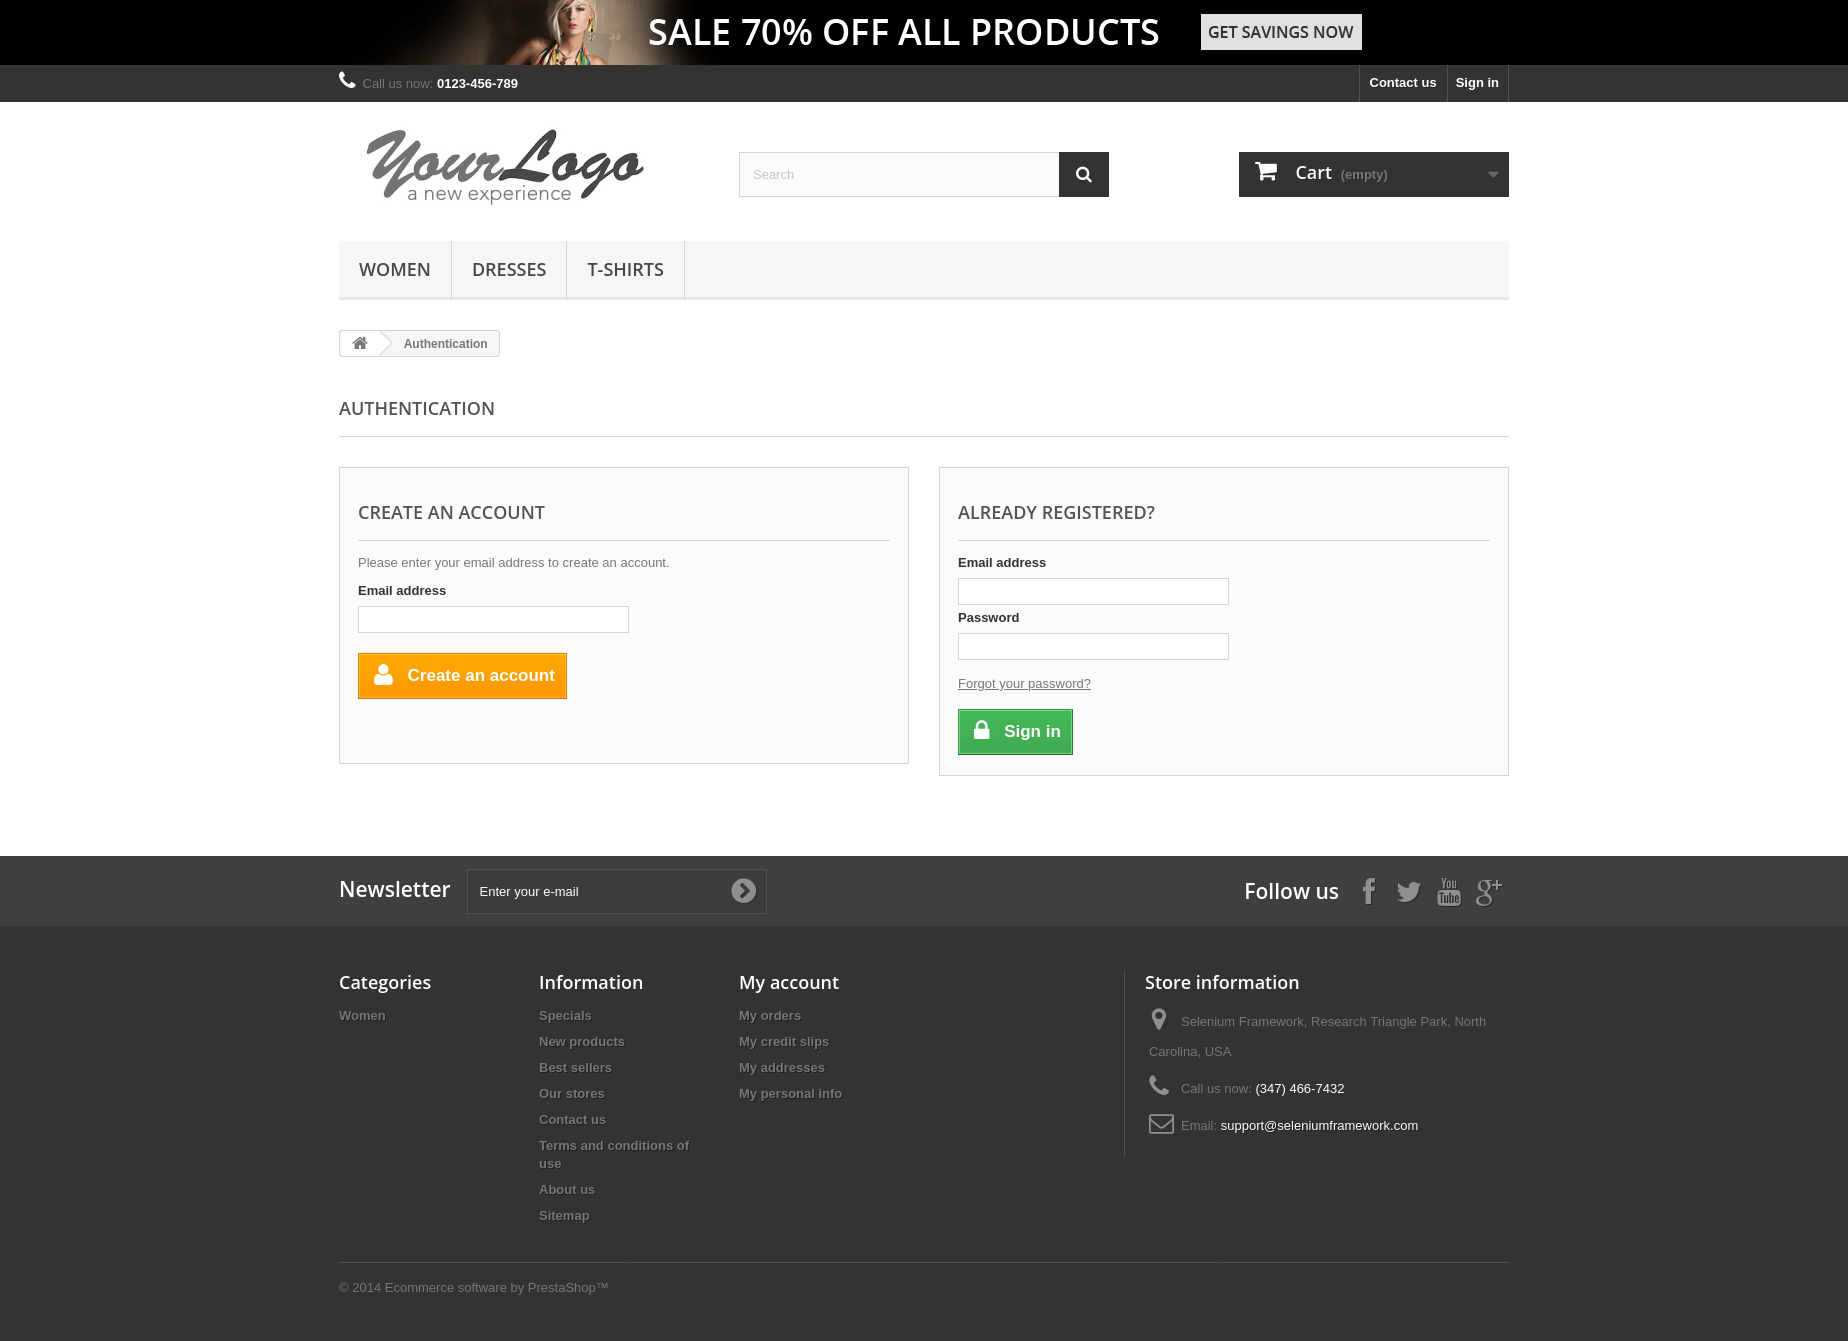 SALE 70% OFF ALL PRODUCTS
GET SAVINGS NOW
Call us now: 0123-456-789
Contact us
Sign in
YourLogo
a new experience
Search
Cart (empty)
WOMEN
DRESSES
T-SHIRTS
Authentication
AUTHENTICATION
CREATE AN ACCOUNT
Please enter your email address to create an account.
Email address
Create an account
ALREADY REGISTERED?
Email address
Password
Forgot your password?
Sign in
Newsletter
Enter your e-mail
Follow us
You
Tube
g+
Categories
Women
Information
Specials
New products
Best sellers
Our stores
Contact us
Terms and conditions of
use
About us
Sitemap
My account
My orders
My credit slips
My addresses
My personal info
Store information
Selenium Framework, Research Triangle Park, North
Carolina, USA
Call us now: (347) 466-7432
Email: support@seleniumframework.com
© 2014 Ecommerce software by PrestaShop™